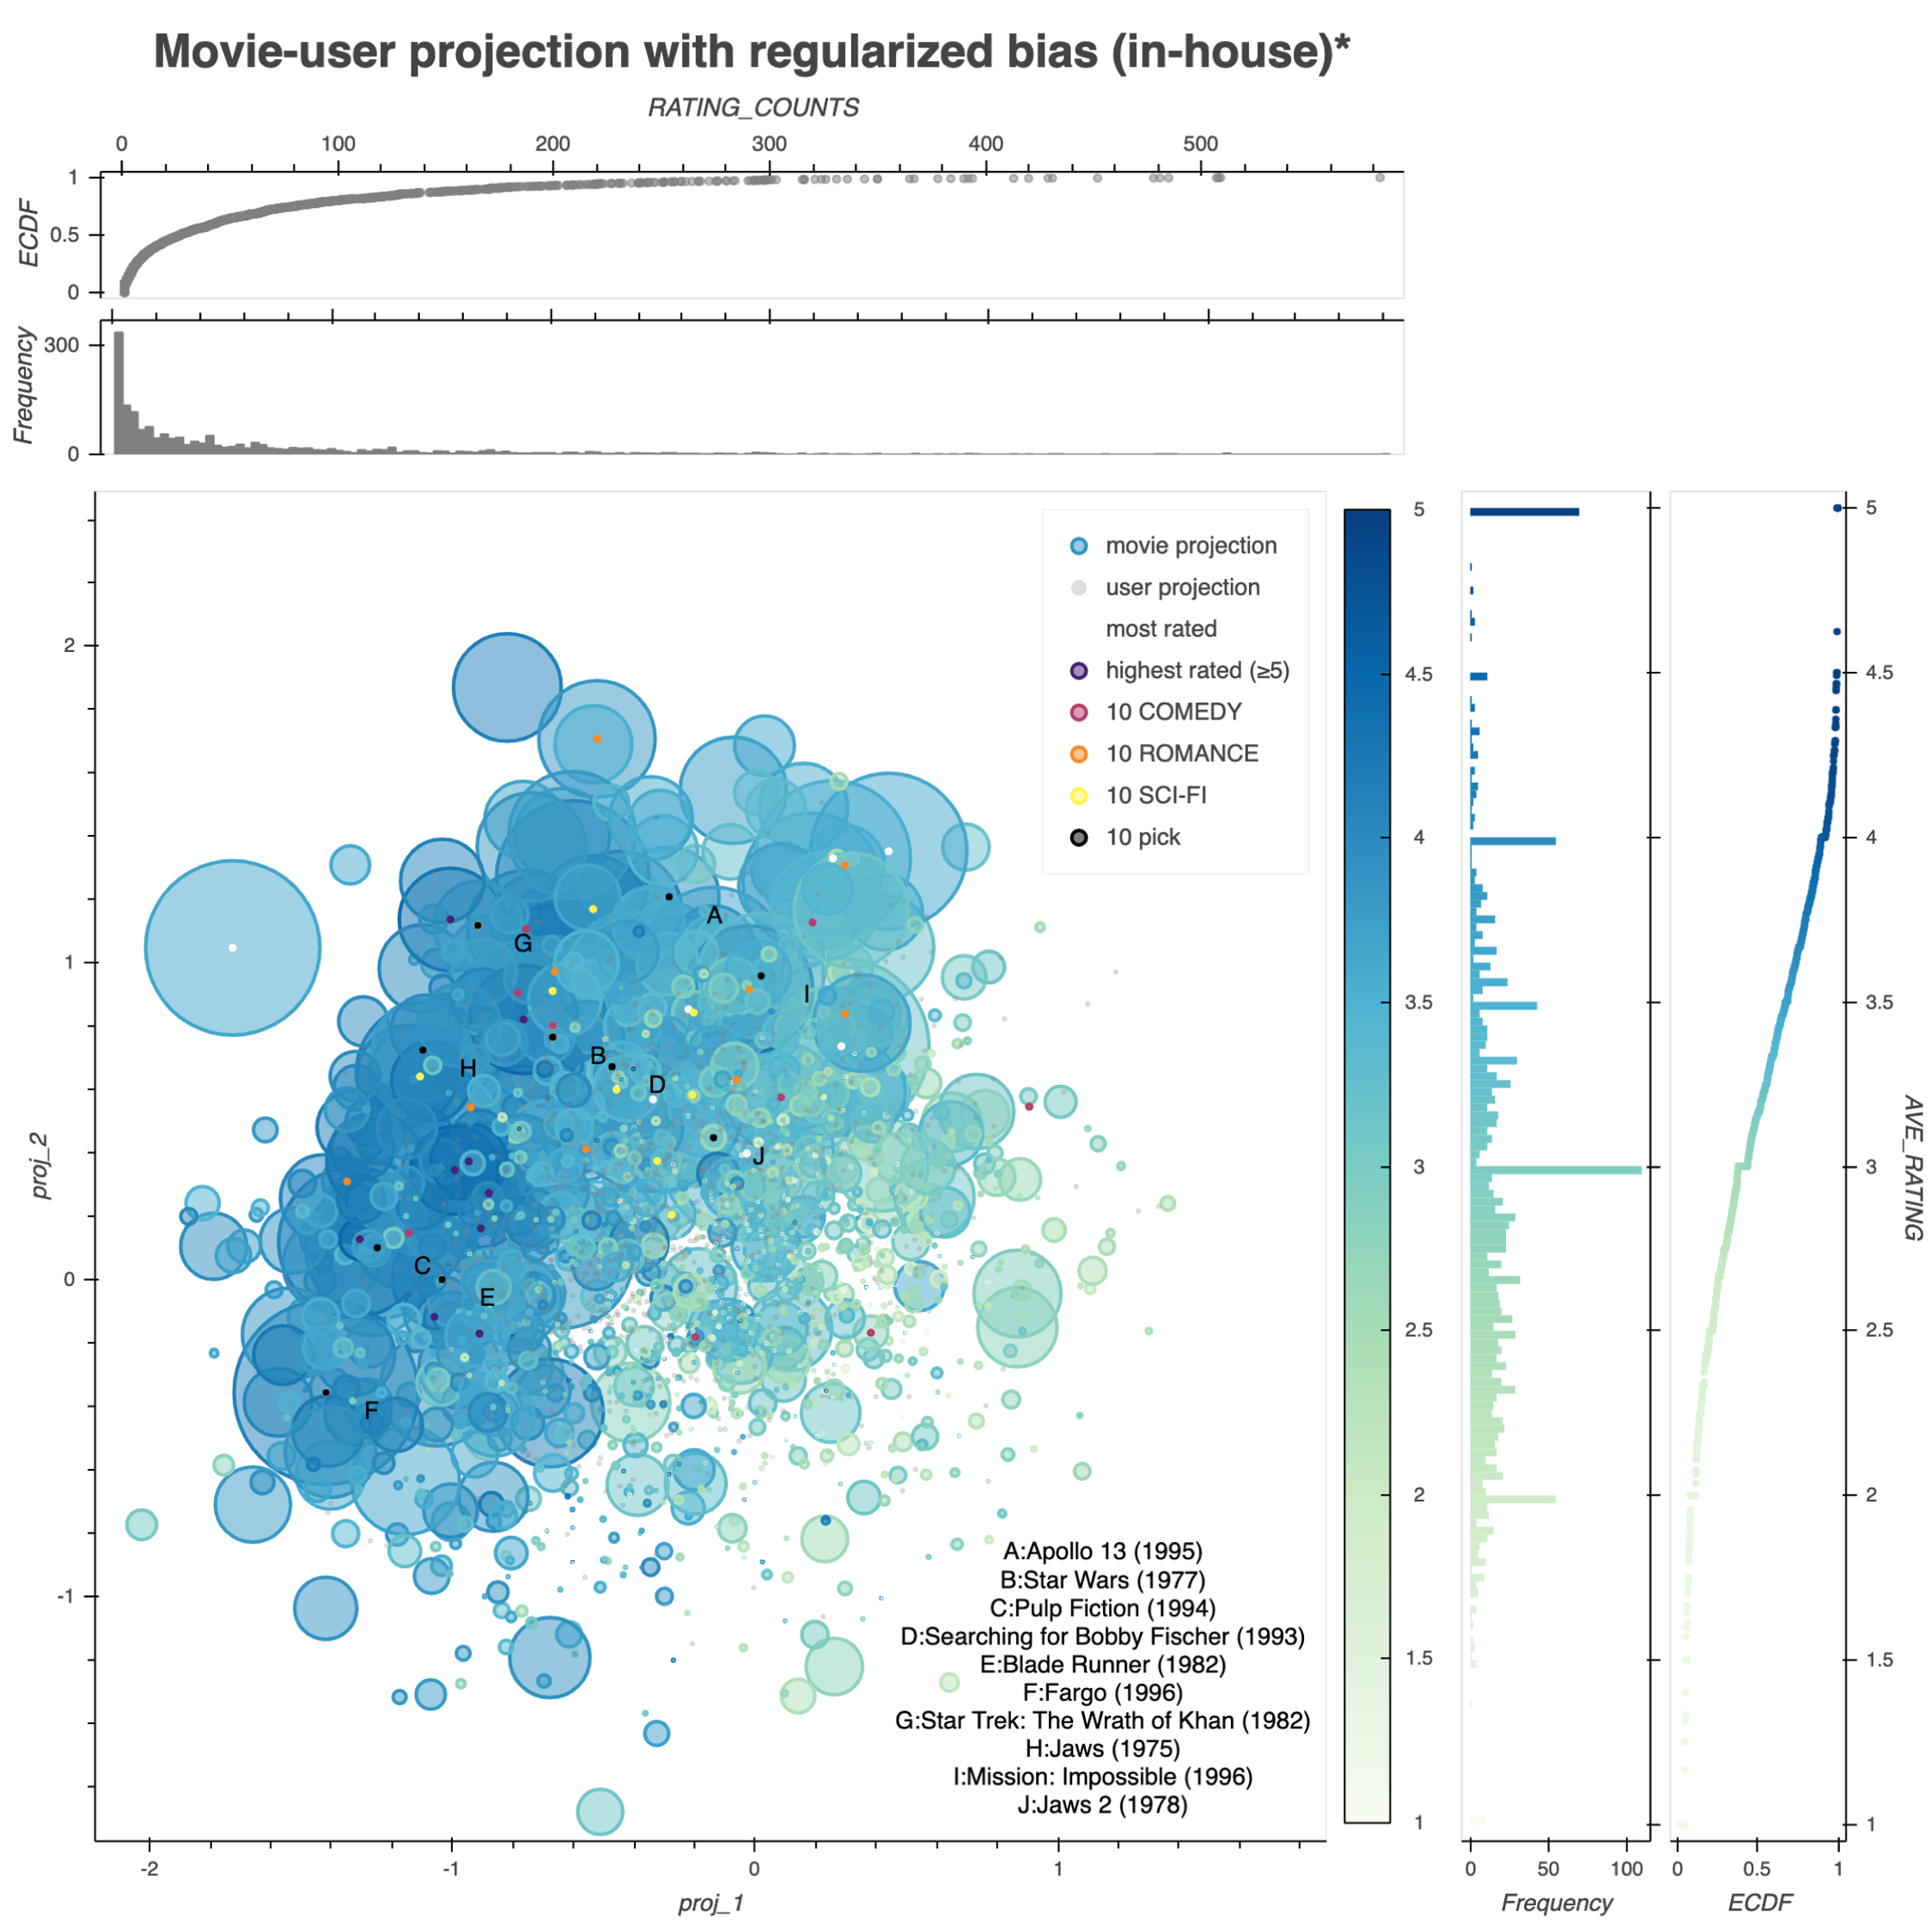 Movie-user projection with regularized bias (in-house)*
RATING_COUNTS
0 100 200 300 400 500
ECDF
1
0.5
0
Frequency
300
0
movie projection
user projection
most rated
highest rated (≥5)
10 COMEDY
10 ROMANCE
10 SCI-FI
10 pick
proj_2
2
1
0
-1
A
G
I
B
H
D
J
C
E
F
A:Apollo 13 (1995)
B:Star Wars (1977)
C:Pulp Fiction (1994)
D:Searching for Bobby Fischer (1993)
E:Blade Runner (1982)
F:Fargo (1996)
G:Star Trek: The Wrath of Khan (1982)
H:Jaws (1975)
I:Mission: Impossible (1996)
J:Jaws 2 (1978)
-2 -1 0 1
proj_1
5
4.5
4
3.5
3
2.5
2
1.5
1
0 50 100
Frequency
0 0.5 1
ECDF
5
4.5
4
3.5
3
2.5
2
1.5
1
AVE_RATING